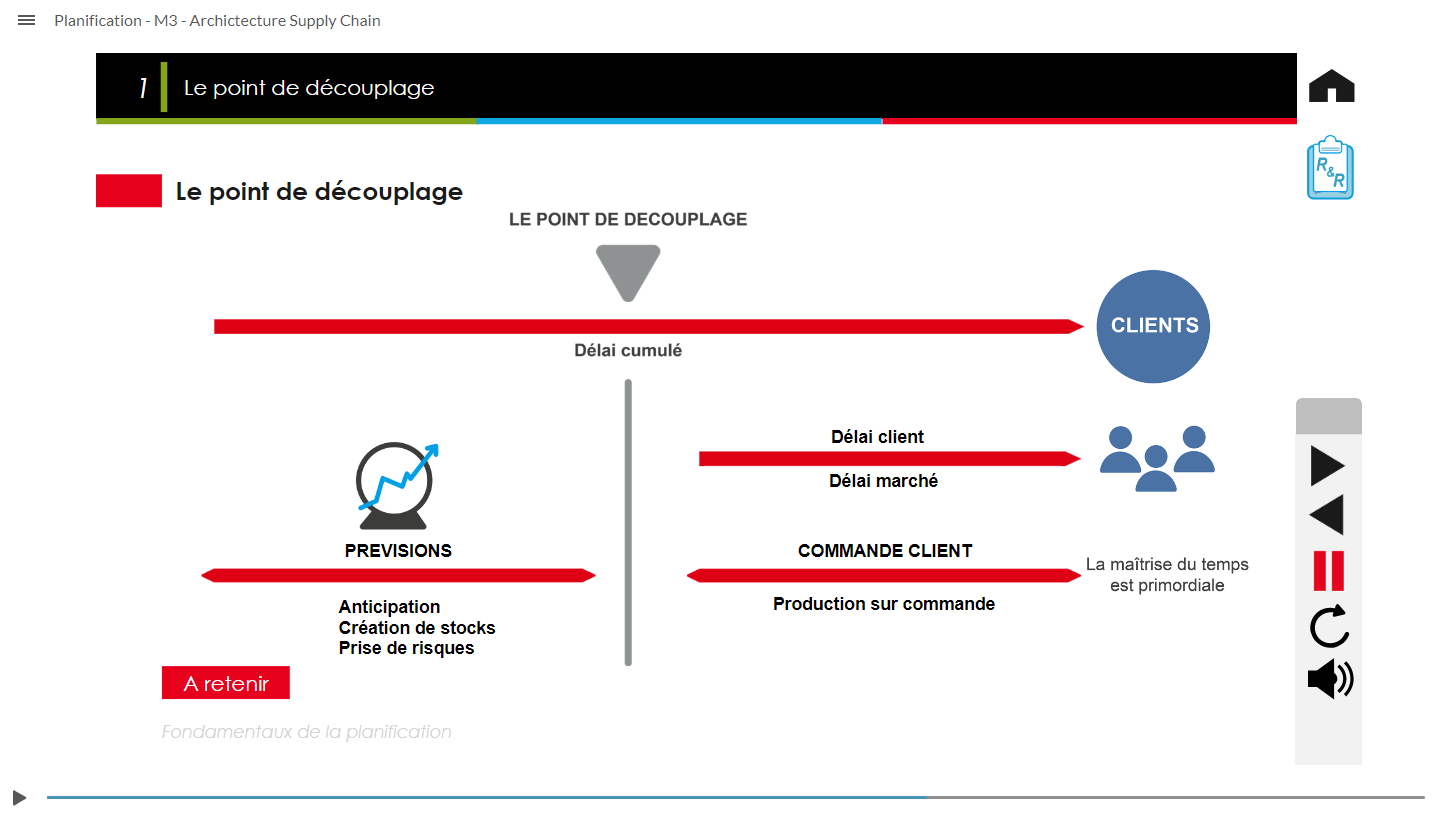 Planification - M3 - Archictecture Supply Chain
1 Le point de découplage
R&R
Le point de découplage
LE POINT DE DECOUPLAGE
CLIENTS
Délai cumulé
Délai client
Délai marché
PREVISIONS
COMMANDE CLIENT
La maîtrise du temps
est primordiale
Anticipation
Création de stocks
Prise de risques
Production sur commande
A retenir
Fondamentaux de la planification